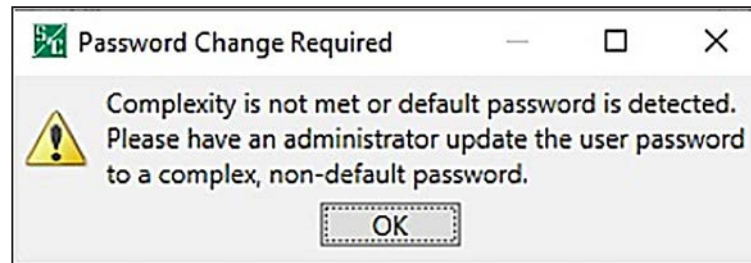 S/C Password Change Required
Complexity is not met or default password is detected.
Please have an administrator update the user password
to a complex, non-default password.
OK